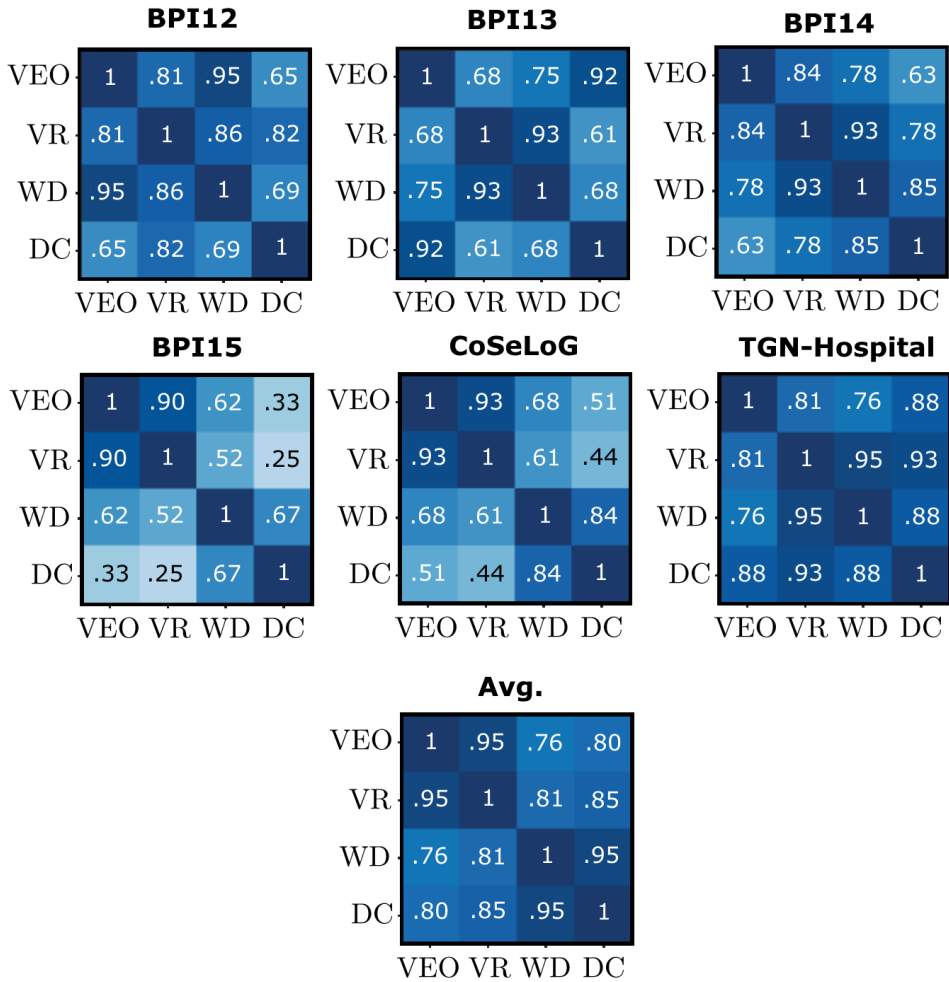 BPI12 BPI13 BPI14
VEO 1 .81 .95 .65 VEO 1 .68 .75 .92 VEO 1 .84 .78 .63
VR .81 1 .86 .82 VR .68 1 .93 .61 VR .84 1 .93 .78
WD .95 .86 1 .69 WD .75 .93 1 .68 WD .78 .93 1 .85
DC .65 .82 .69 1 DC .92 .61 .68 1 DC .63 .78 .85 1
VEO VR WD DC VEO VR WD DC VEO VR WD DC
BPI15 CoSeLoG TGN-Hospital
VEO 1 .90 .62 .33 VEO 1 .93 .68 .51 VEO 1 .81 .76 .88
VR .90 1 .52 .25 VR .93 1 .61 .44 VR .81 1 .95 .93
WD .62 .52 1 .67 WD .68 .61 1 .84 WD .76 .95 1 .88
DC .33 .25 .67 1 DC .51 .44 .84 1 DC .88 .93 .88 1
VEO VR WD DC VEO VR WD DC VEO VR WD DC
Avg.
VEO 1 .95 .76 .80
VR .95 1 .81 .85
WD .76 .81 1 .95
DC .80 .85 .95 1
VEO VR WD DC